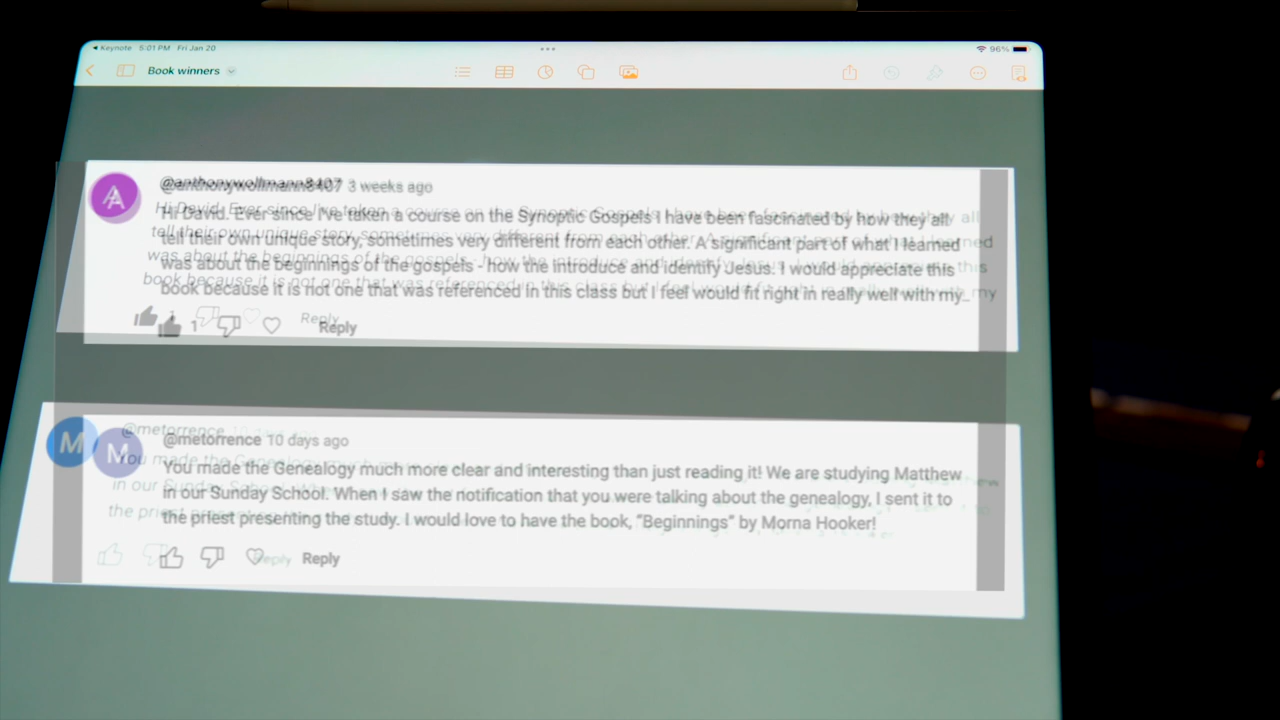 Keynote 5:01 PM Fri Jan 20
96%
Book winners
A
@anthonywollmann8407 3 weeks ago
Hi David. Ever since I've taken a course on the Synoptic Gospels I have been fascinated by how they all
tell their own unique story, sometimes very different from each other. A significant part of what I learned
was about the beginnings of the gospels - how the introduce and identify Jesus. I would appreciate this
book because it is not one that was referenced in this class but I feel would fit right in really well with my
1 Reply
M
@metorrence 10 days ago
You made the Genealogy much more clear and interesting than just reading it! We are studying Matthew
in our Sunday School. When I saw the notification that you were talking about the genealogy, I sent it to
the priest presenting the study. I would love to have the book, “Beginnings” by Morna Hooker!
Reply